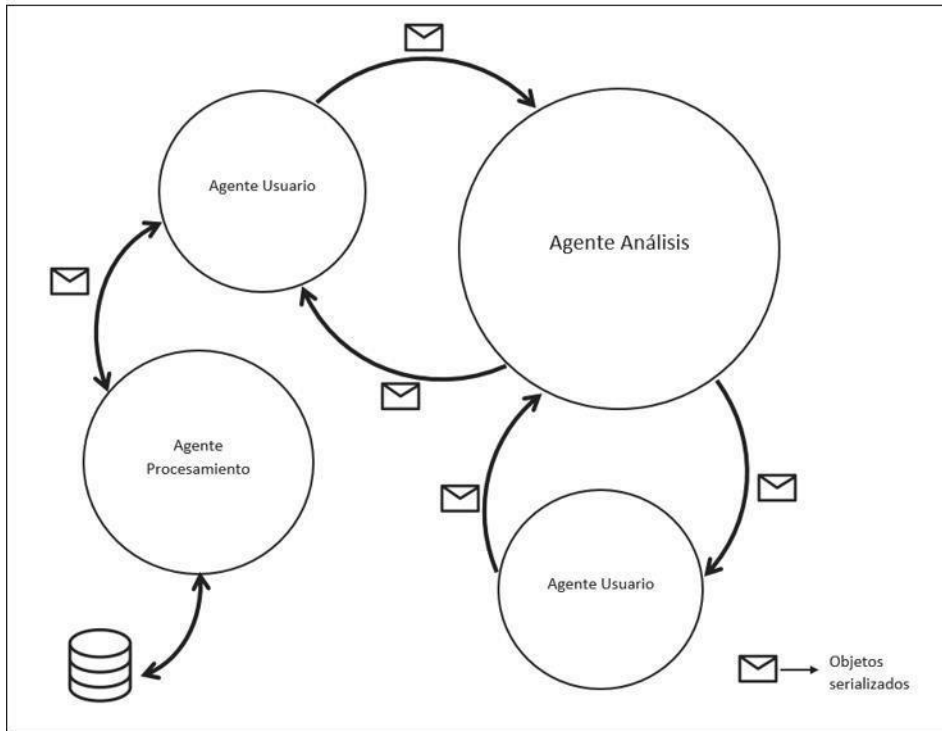 Agente Usuario
Agente Análisis
Agente
Procesamiento
Agente Usuario
Objetos
serializados